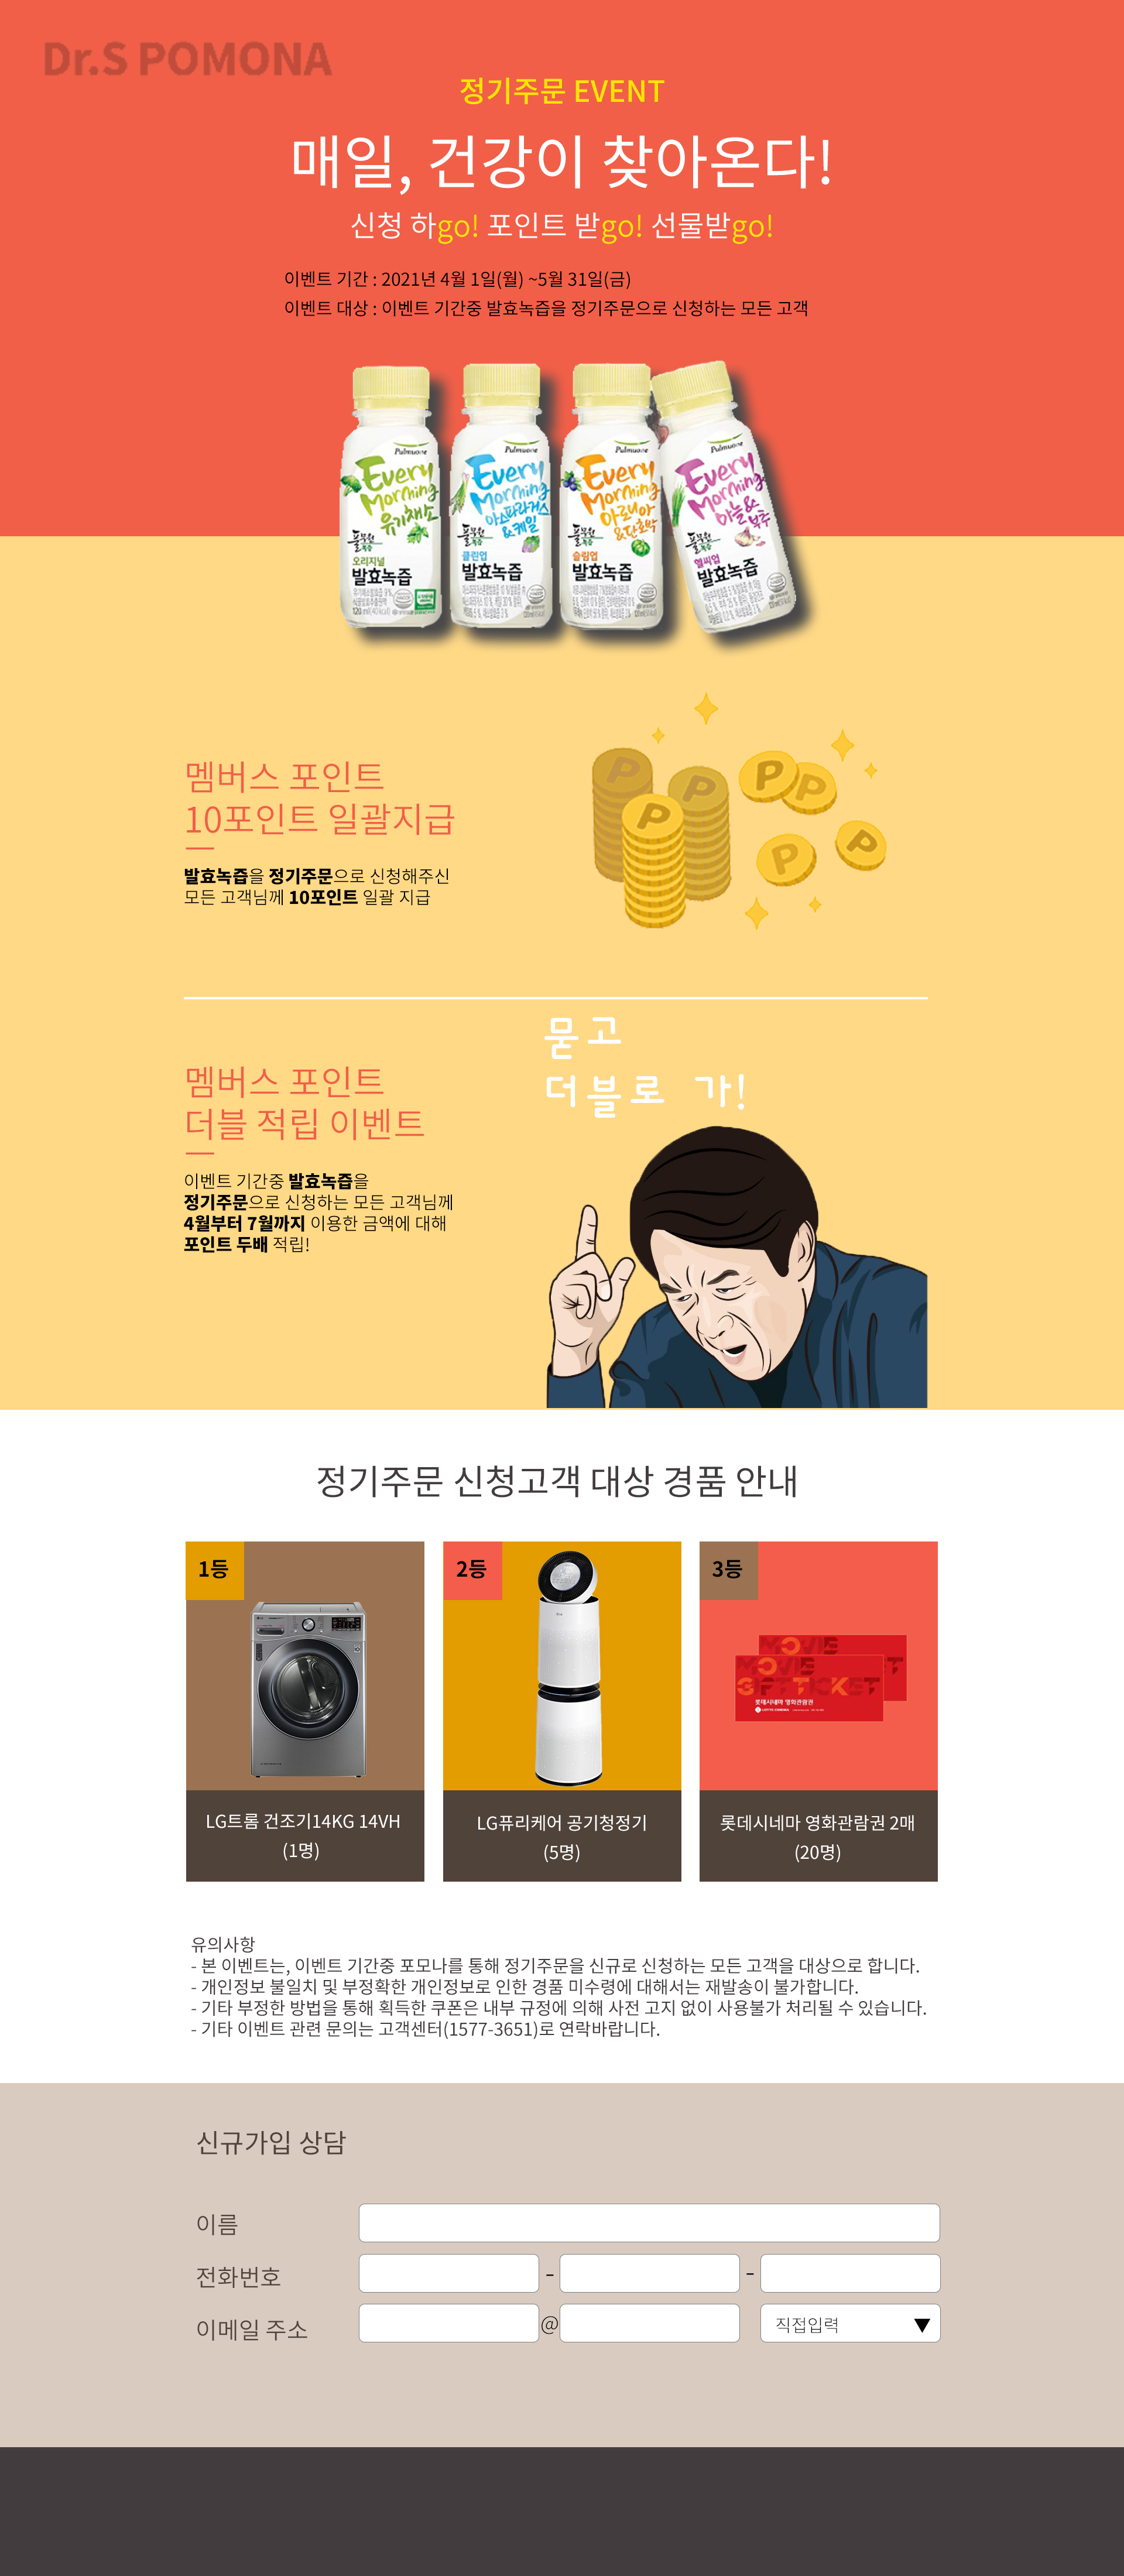 Dr.S POMONA
정기주문 EVENT
매일, 건강이 찾아온다!
신청 하go! 포인트 받go! 선물받go!
이벤트 기간 : 2021년 4월 1일(월) ~5월 31일(금)
이벤트 대상 : 이벤트 기간중 발효녹즙을 정기주문으로 신청하는 모든 고객
Pulmuone
Every
Morning
유기채소
풀무원
녹즙
오리지널
발효녹즙
Pulmuone
Every
Morning
아스파라거스
&케일
풀무원
녹즙
클린업
발효녹즙
Pulmuone
Every
Morning
아로니아
&단호박
풀무원
녹즙
슬림업
발효녹즙
Pulmuone
Every
Morning
마늘&
부추
풀무원
녹즙
헬씨업
발효녹즙
P P P P P P P
멤버스 포인트
10포인트 일괄지급
발효녹즙을 정기주문으로 신청해주신
모든 고객님께 10포인트 일괄 지급
묻고
더블로 가!
멤버스 포인트
더블 적립 이벤트
이벤트 기간중 발효녹즙을
정기주문으로 신청하는 모든 고객님께
4월부터 7월까지 이용한 금액에 대해
포인트 두배 적립!
정기주문 신청고객 대상 경품 안내
1등
LG트롬 건조기14KG 14VH
(1명)
2등
LG퓨리케어 공기청정기
(5명)
3등
MOVIE
MOVIE
GIFT TICKET
롯데시네마 영화관람권
LOTTE CINEMA
롯데시네마 영화관람권 2매
(20명)
유의사항
- 본 이벤트는, 이벤트 기간중 포모나를 통해 정기주문을 신규로 신청하는 모든 고객을 대상으로 합니다.
- 개인정보 불일치 및 부정확한 개인정보로 인한 경품 미수령에 대해서는 재발송이 불가합니다.
- 기타 부정한 방법을 통해 획득한 쿠폰은 내부 규정에 의해 사전 고지 없이 사용불가 처리될 수 있습니다.
- 기타 이벤트 관련 문의는 고객센터(1577-3651)로 연락바랍니다.
신규가입 상담
이름
전화번호 - -
이메일 주소 @ 직접입력 ▼